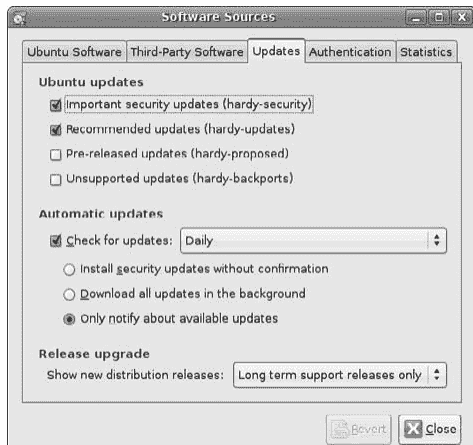 Software Sources
Ubuntu Software Third-Party Software Updates Authentication Statistics
Ubuntu updates
Important security updates (hardy-security)
Recommended updates (hardy-updates)
Pre-released updates (hardy-proposed)
Unsupported updates (hardy-backports)
Automatic updates
Check for updates: Daily
Install security updates without confirmation
Download all updates in the background
Only notify about available updates
Release upgrade
Show new distribution releases: Long term support releases only
Revert Close